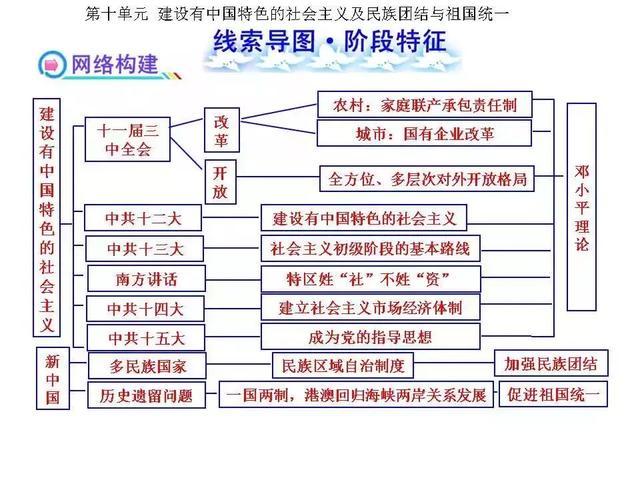 第十单元 建设有中国特色的社会主义及民族团结与祖国统一
线索导图·阶段特征
网络构建
建设有中国特色的社会主义
十一届三
中全会
改革
农村：家庭联产承包责任制
城市：国有企业改革
开放
全方位、多层次对外开放格局
中共十二大
建设有中国特色的社会主义
中共十三大
社会主义初级阶段的基本路线
南方讲话
特区姓“社”不姓“资”
中共十四大
建立社会主义市场经济体制
中共十五大
成为党的指导思想
邓小平理论
新中国
多民族国家
民族区域自治制度
加强民族团结
历史遗留问题
一国两制，港澳回归海峡两岸关系发展
促进祖国统一